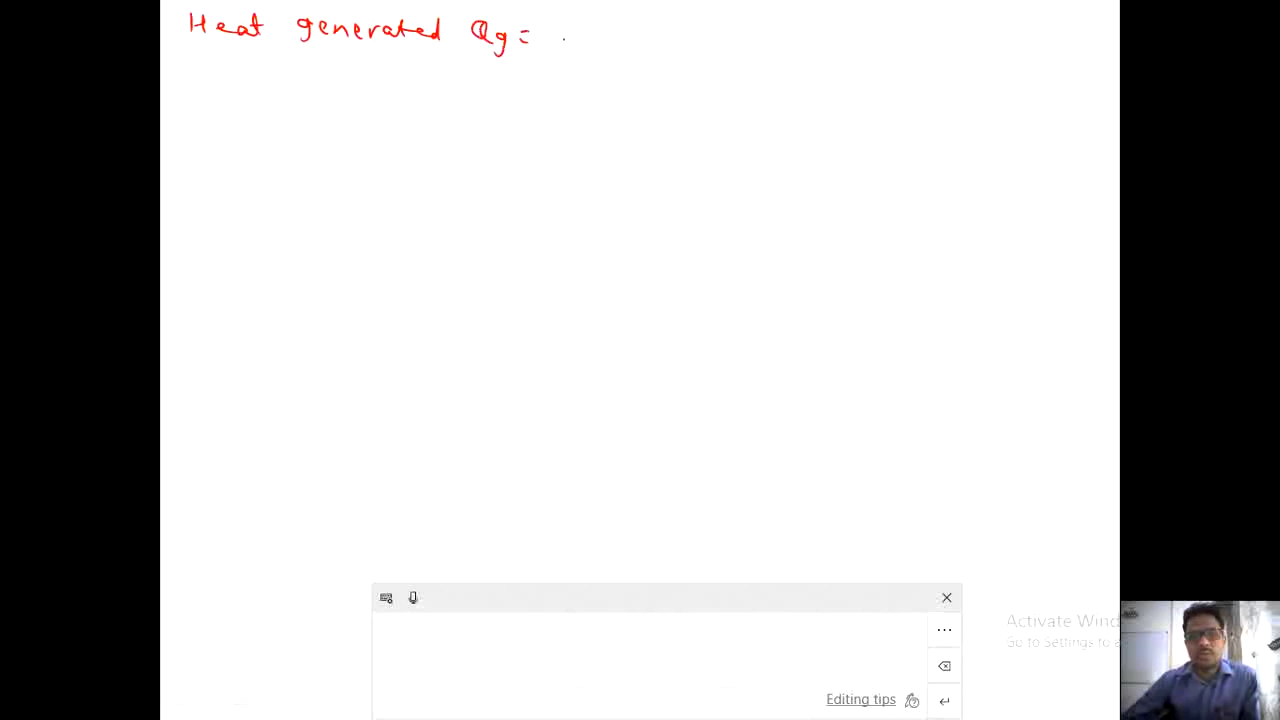 Heat generated Qg =
Editing tips
Activate Wind
Go to Settings to a